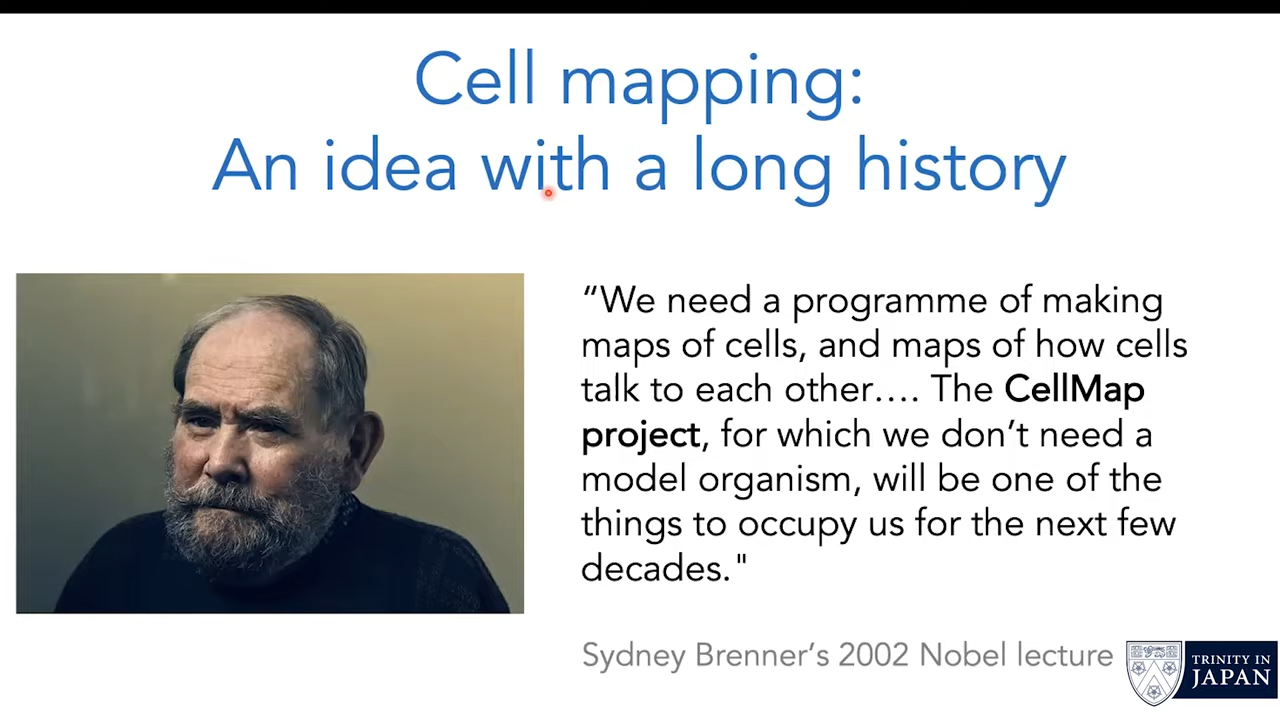 Cell mapping:
An idea with a long history
“We need a programme of making
maps of cells, and maps of how cells
talk to each other…. The CellMap
project, for which we don’t need a
model organism, will be one of the
things to occupy us for the next few
decades."
Sydney Brenner’s 2002 Nobel lecture
TRINITY IN
JAPAN